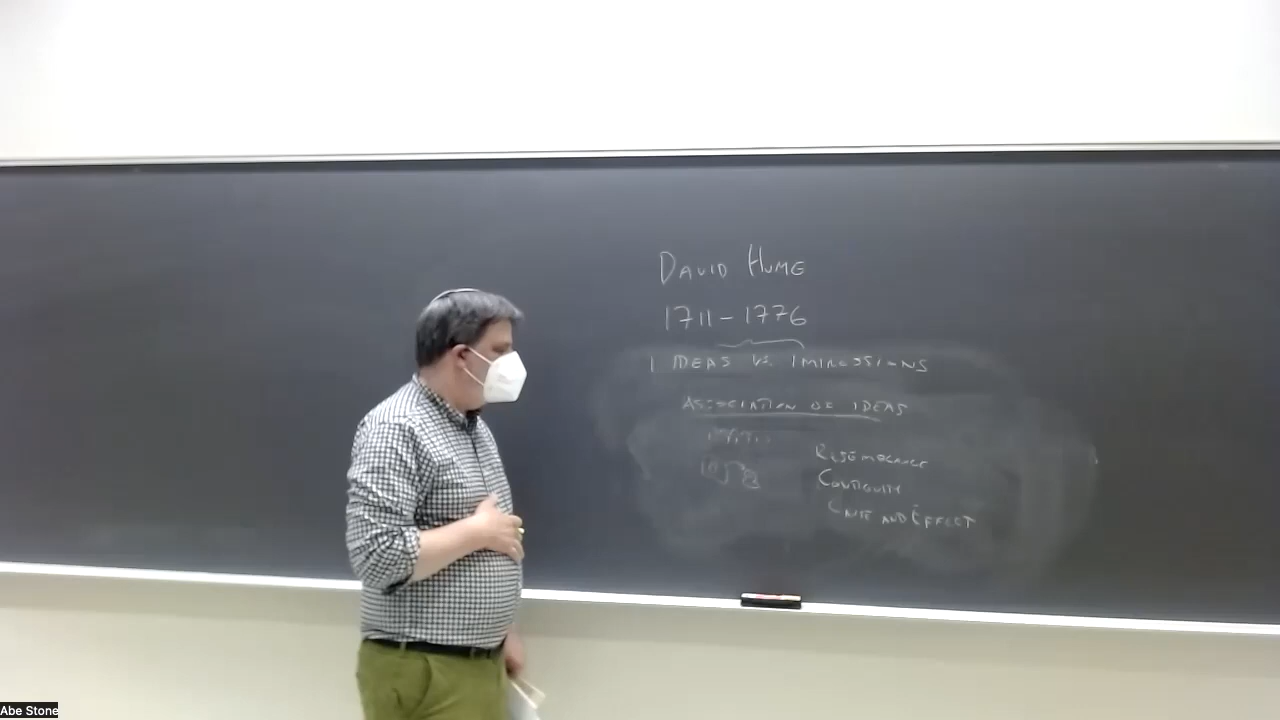 DAVID HUME
1711-1776
1 IDEAS VS. IMPRESSIONS
ASSOCIATION OF IDEAS
RESEMBLANCE
CONTIGUITY
CAUSE AND EFFECT
Abe Stone